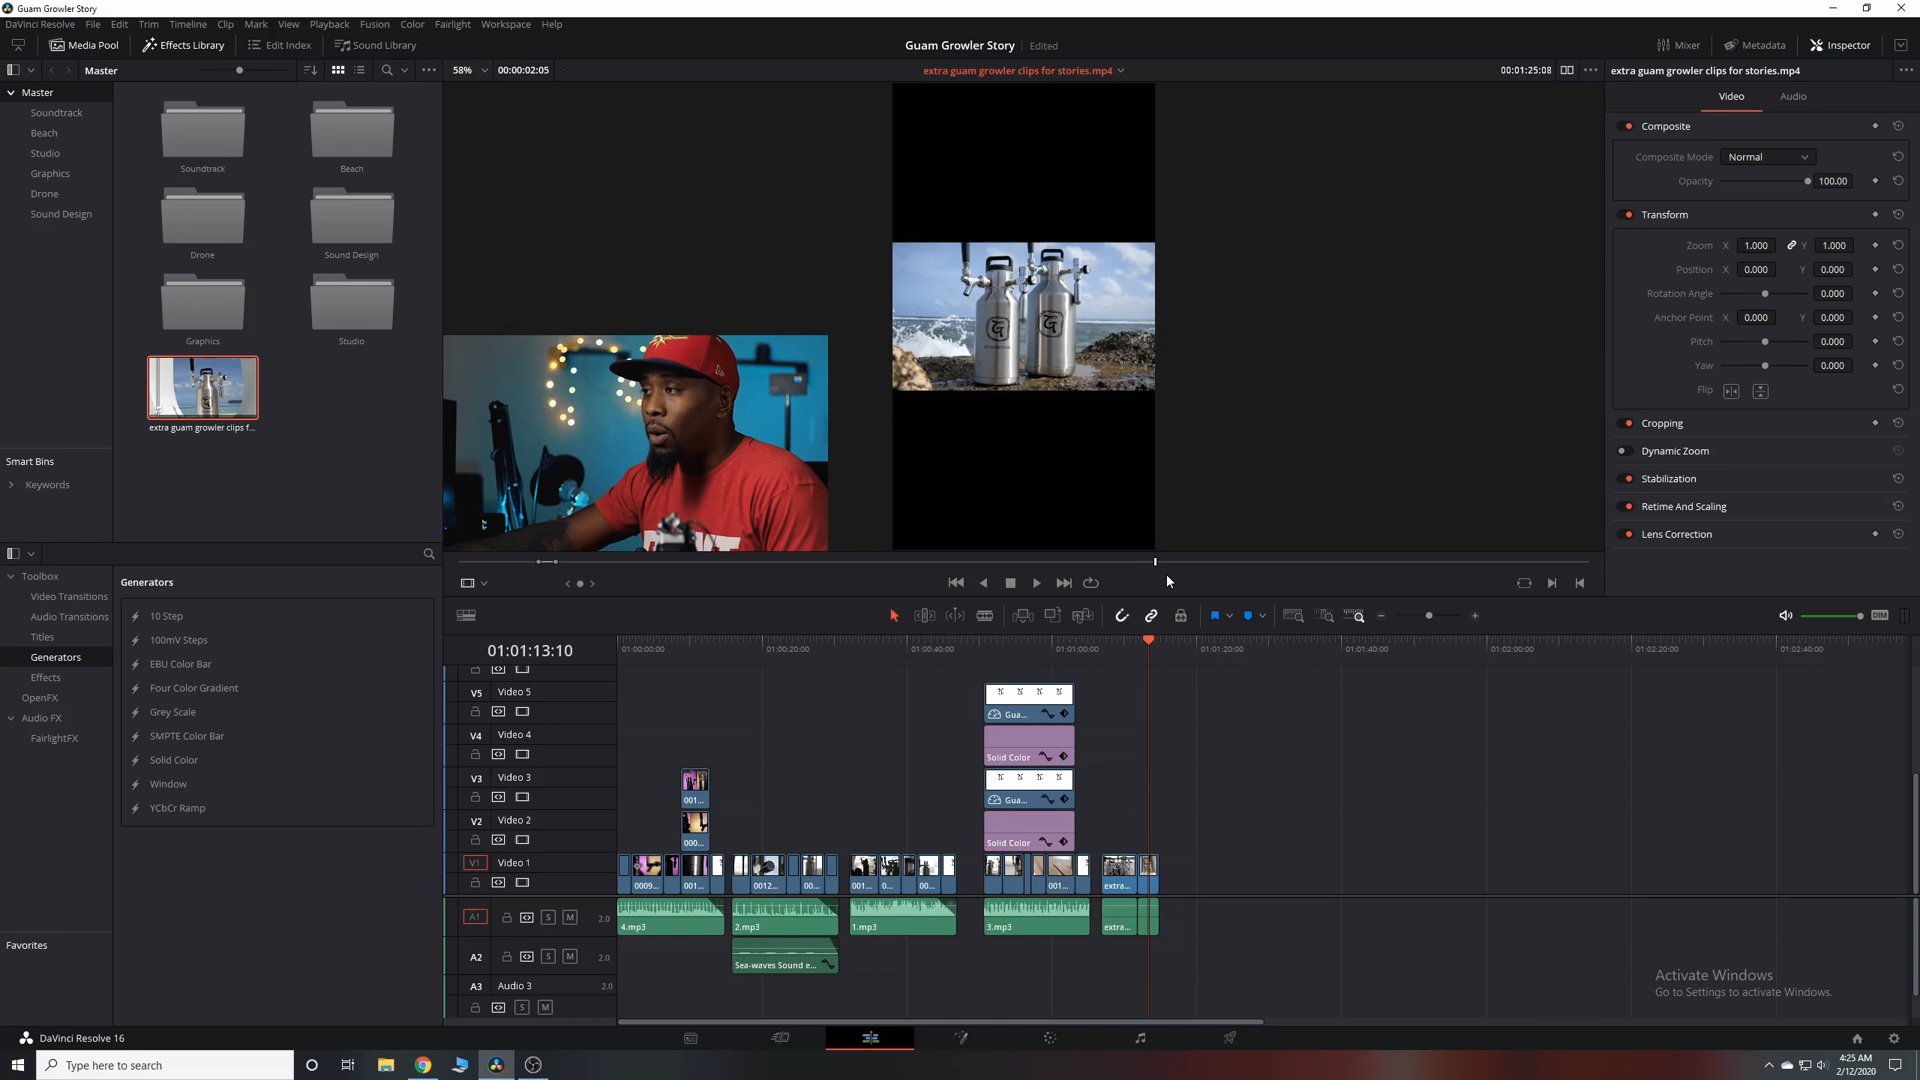 Guam Growler Story
DaVinci Resolve File Edit Trim Timeline Clip Mark View Playback Fusion Color Fairlight Workspace Help
Media Pool Effects Library Edit Index Sound Library Guam Growler Story Edited Mixer Metadata Inspector
Master 58% 00:00:02:05 extra guam growler clips for stories.mp4 00:01:25:08 extra guam growler clips for stories.mp4
Master
Soundtrack
Beach
Studio
Graphics
Drone
Sound Design
Soundtrack Beach
Drone Sound Design
Graphics Studio
extra guam growler clips f...
Smart Bins
Keywords
Video Audio
Composite
Composite Mode Normal
Opacity 100.00
Transform
Zoom X 1.000 Y 1.000
Position X 0.000 Y 0.000
Rotation Angle 0.000
Anchor Point X 0.000 Y 0.000
Pitch 0.000
Yaw 0.000
Flip
Cropping
Dynamic Zoom
Stabilization
Retime And Scaling
Lens Correction
Toolbox
Video Transitions
Audio Transitions
Titles
Generators
Effects
OpenFX
Audio FX
FairlightFX
Favorites
Generators
10 Step
100mV Steps
EBU Color Bar
Four Color Gradient
Grey Scale
SMPTE Color Bar
Solid Color
Window
YCbCr Ramp
DIM
01:01:13:10 01:00:00:00 01:00:20:00 01:00:40:00 01:01:00:00 01:01:20:00 01:01:40:00 01:02:00:00 01:02:20:00 01:02:40:00
V5 Video 5
Gua...
V4 Video 4
Solid Color
V3 Video 3
001... Gua...
V2 Video 2
000... Solid Color
V1 Video 1
0009... 001... 0012... 00... 001... 0... 00... 001... extra...
A1 S M 2.0
4.mp3 2.mp3 1.mp3 3.mp3 extra...
A2 S M 2.0
Sea-waves Sound e...
A3 Audio 3 2.0
S M
Activate Windows
Go to Settings to activate Windows.
DaVinci Resolve 16
Type here to search
4:25 AM
2/12/2020